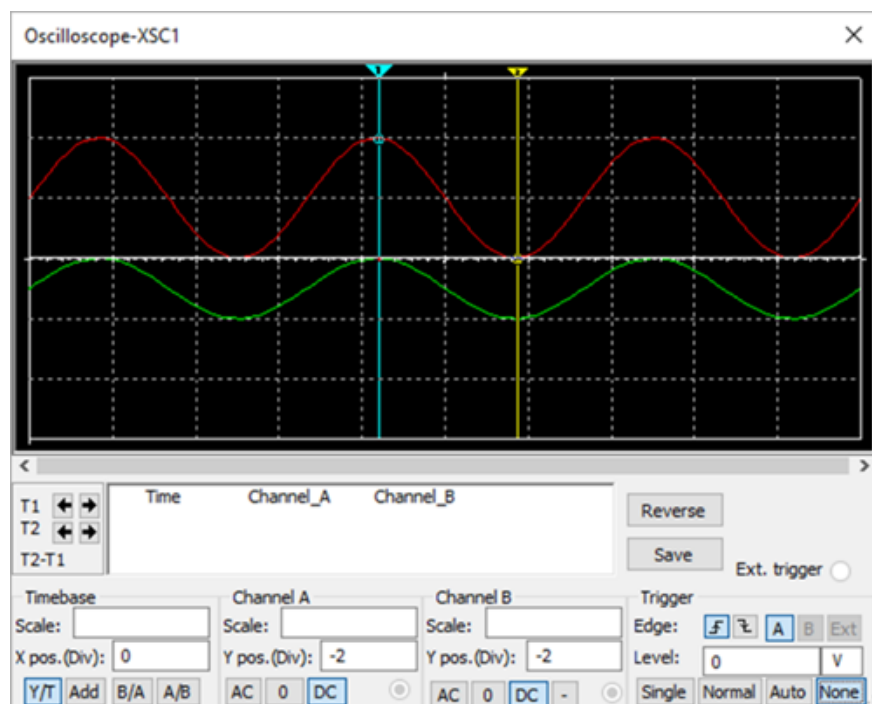 Oscilloscope-XSC1
1 2
Time Channel_A Channel_B
T1
T2
T2-T1
Reverse
Save
Ext. trigger
Timebase Channel A Channel B Trigger
Scale: Scale: Scale: Edge: A B Ext
X pos.(Div): 0 Y pos.(Div): -2 Y pos.(Div): -2 Level: 0 V
Y/T Add B/A A/B AC 0 DC AC 0 DC - Single Normal Auto None